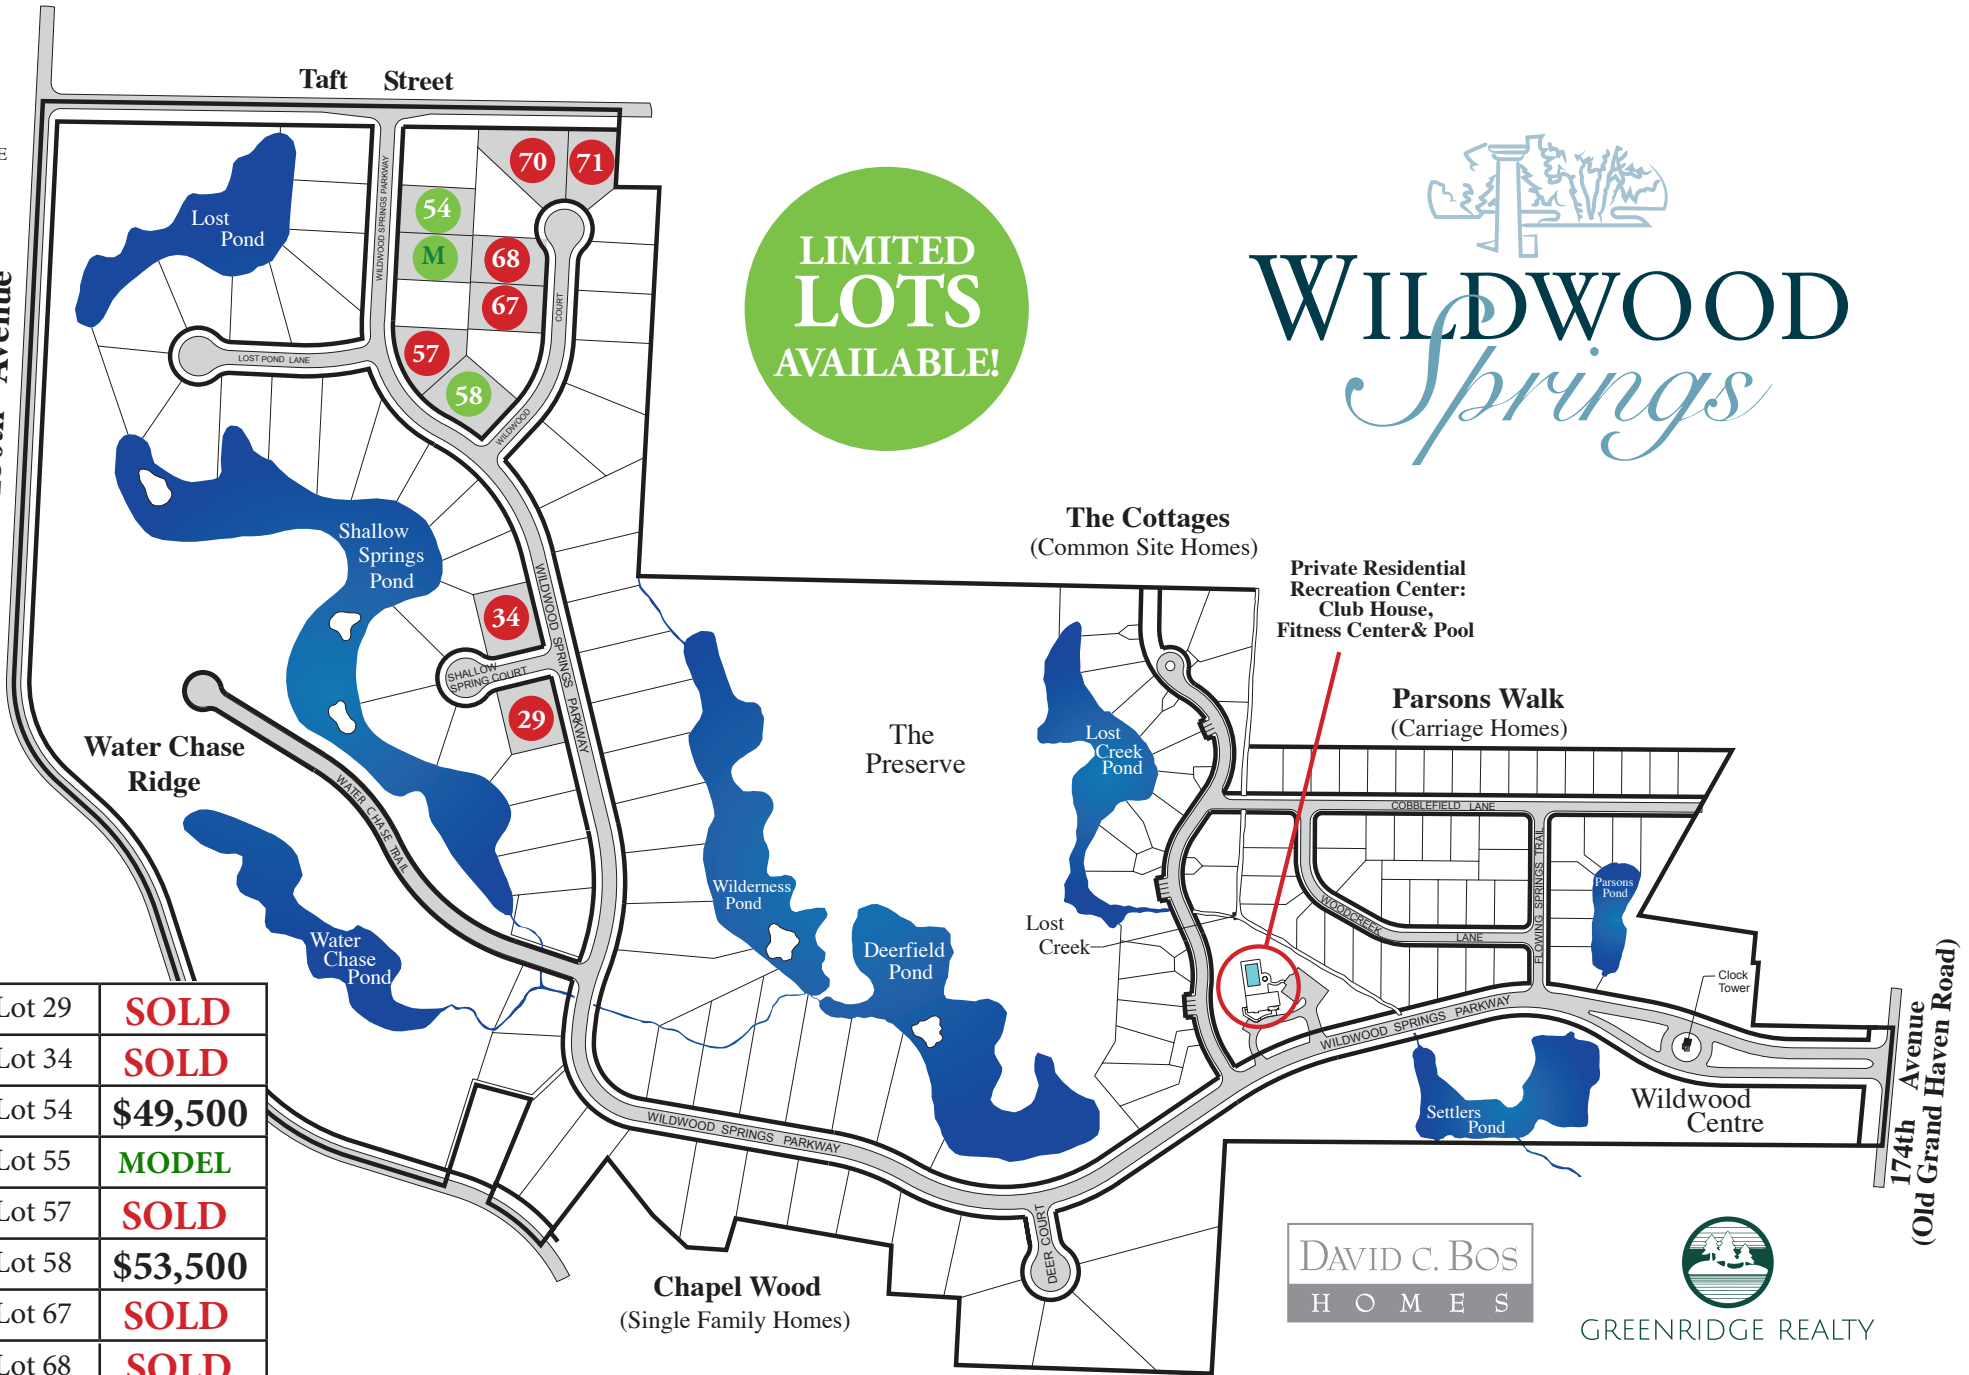 Taft Street
E
Avenue
WILDWOOD SPRINGS PARKWAY
70
71
54
M
68
67
57
58
COURT
WILDWOOD
Lost
Pond
LOST POND LANE
LIMITED
LOTS
AVAILABLE!
WILDWOOD
Springs
Shallow
Springs
Pond
34
SHALLOW
SPRING COURT
29
WILDWOOD SPRINGS PARKWAY
The Cottages
(Common Site Homes)
Private Residential
Recreation Center:
Club House,
Fitness Center& Pool
Parsons Walk
(Carriage Homes)
Water Chase
Ridge
WATER CHASE TRAIL
The
Preserve
Lost
Creek
Pond
COBBLEFIELD LANE
FLOWING SPRINGS TRAIL
WOODCREEK
LANE
Parsons
Pond
Wilderness
Pond
Lost
Creek
Water
Chase
Pond
Deerfield
Pond
Clock
Tower
WILDWOOD SPRINGS PARKWAY
Settlers
Pond
Wildwood
Centre
174th Avenue
(Old Grand Haven Road)
WILDWOOD SPRINGS PARKWAY
DEER COURT
Chapel Wood
(Single Family Homes)
Lot 29 SOLD
Lot 34 SOLD
Lot 54 $49,500
Lot 55 MODEL
Lot 57 SOLD
Lot 58 $53,500
Lot 67 SOLD
Lot 68 SOLD
DAVID C. BOS
HOMES
GREENRIDGE REALTY